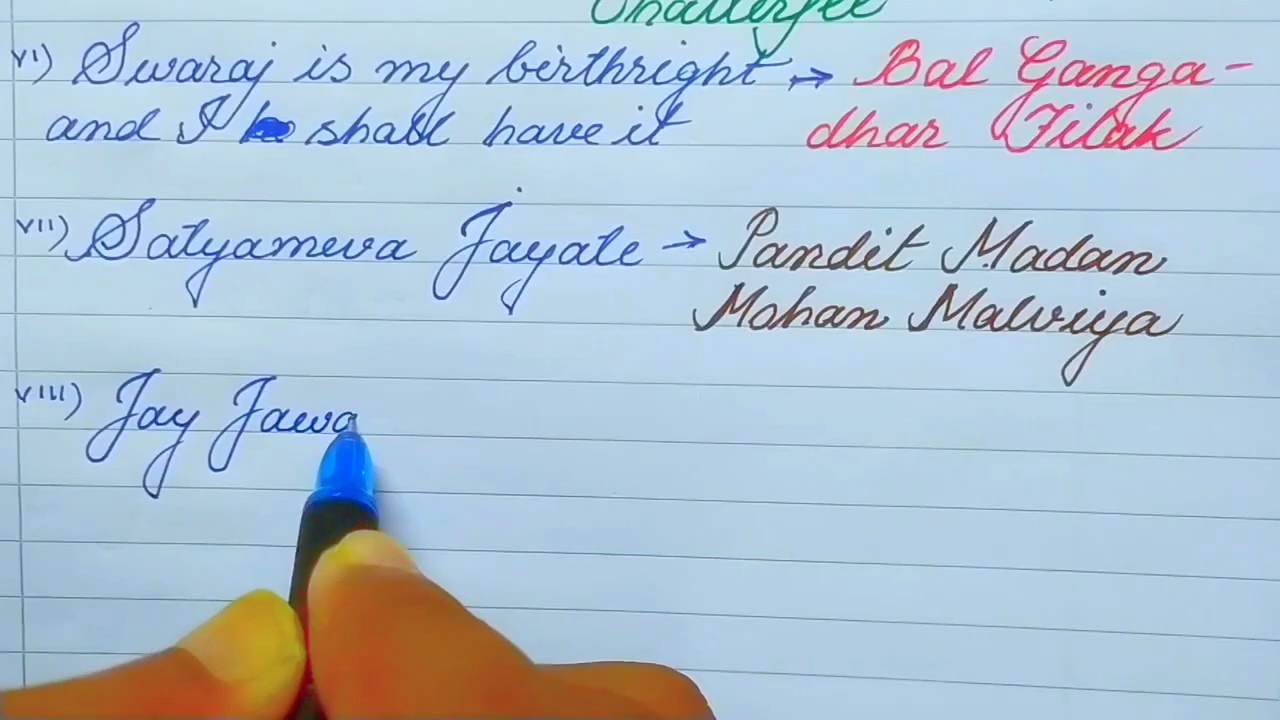 Chatterjee
vi) Swaraj is my birthright → Bal Ganga-
and I shall have it dhar Tilak
vii) Satyameva Jayate → Pandit Madan
Mohan Malviya
viii) Jay Jawa